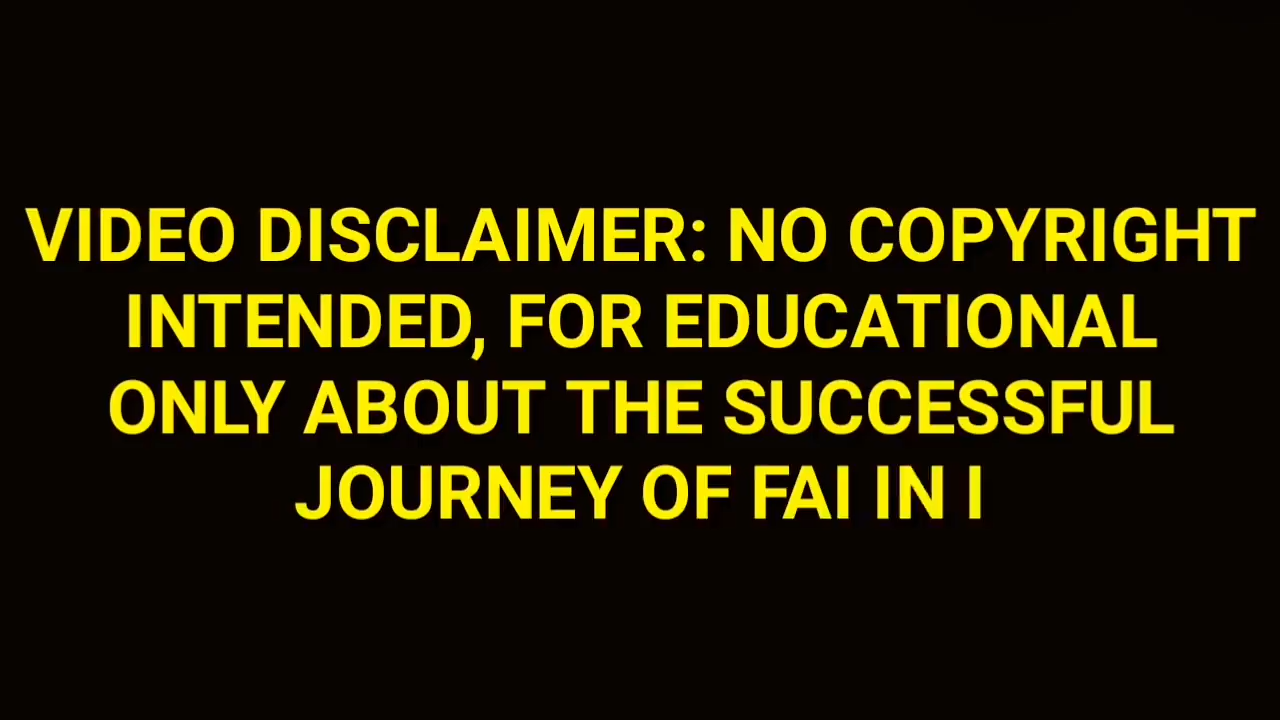 VIDEO DISCLAIMER: NO COPYRIGHT
INTENDED, FOR EDUCATIONAL
ONLY ABOUT THE SUCCESSFUL
JOURNEY OF FAI IN I